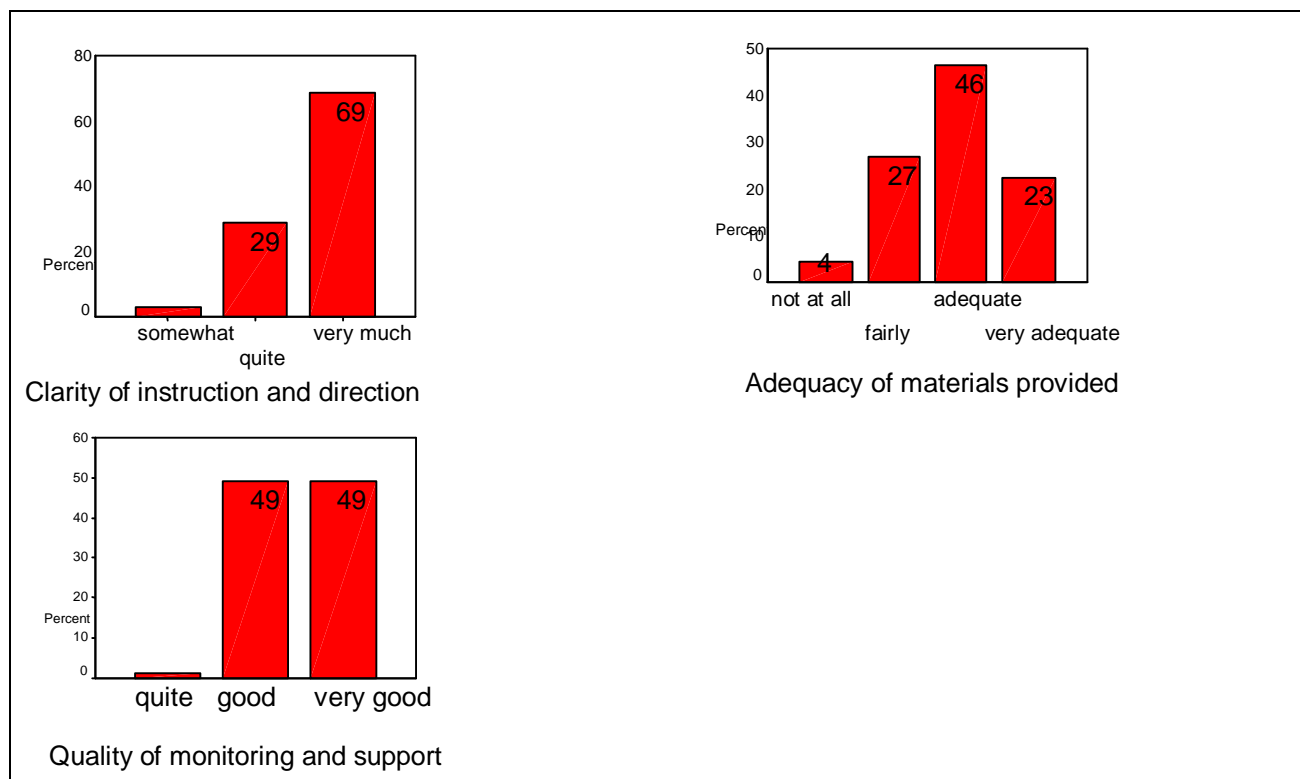 80
60
40
20
Percen
0
69
29
somewhat
very much
quite
Clarity of instruction and direction
50
40
30
20
Percen
10
0
46
27
23
4
not at all
adequate
fairly
very adequate
Adequacy of materials provided
60
50
40
30
20
Percent
10
0
49
49
quite good very good
Quality of monitoring and support